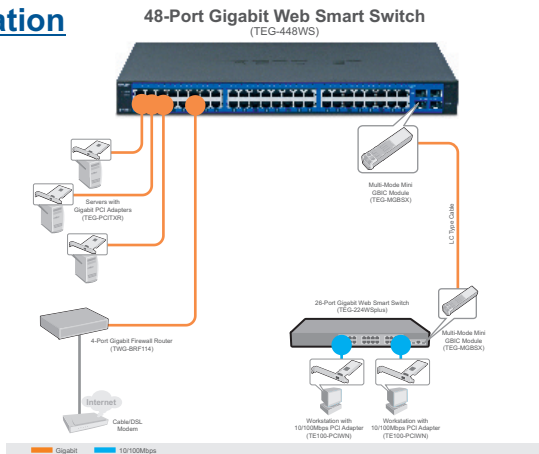 ation
48-Port Gigabit Web Smart Switch
(TEG-448WS)
Servers with
Gigabit PCI Adapters
(TEG-PCITXR)
Multi-Mode Mini
GBIC Module
(TEG-MGBSX)
LC Type Cable
26-Port Gigabit Web Smart Switch
(TEG-224WSplus)
4-Port Gigabit Firewall Router
(TWG-BRF114)
Multi-Mode Mini
GBIC Module
(TEG-MGBSX)
Internet
Cable/DSL
Modem
Workstation with
10/100Mbps PCI Adapter
(TE100-PCIWN)
Workstation with
10/100Mbps PCI Adapter
(TE100-PCIWN)
Gigabit
10/100Mbps